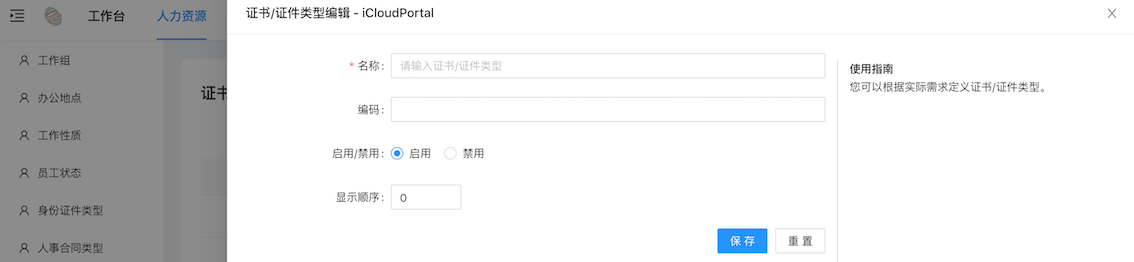 工作台
人力资源
证书/证件类型编辑 - iCloudPortal
工作组
办公地点
工作性质
员工状态
身份证件类型
人事合同类型
证书
* 名称:
请输入证书/证件类型
编码:
启用/禁用:
启用
禁用
显示顺序:
0
保 存
重 置
使用指南
您可以根据实际需求定义证书/证件类型。